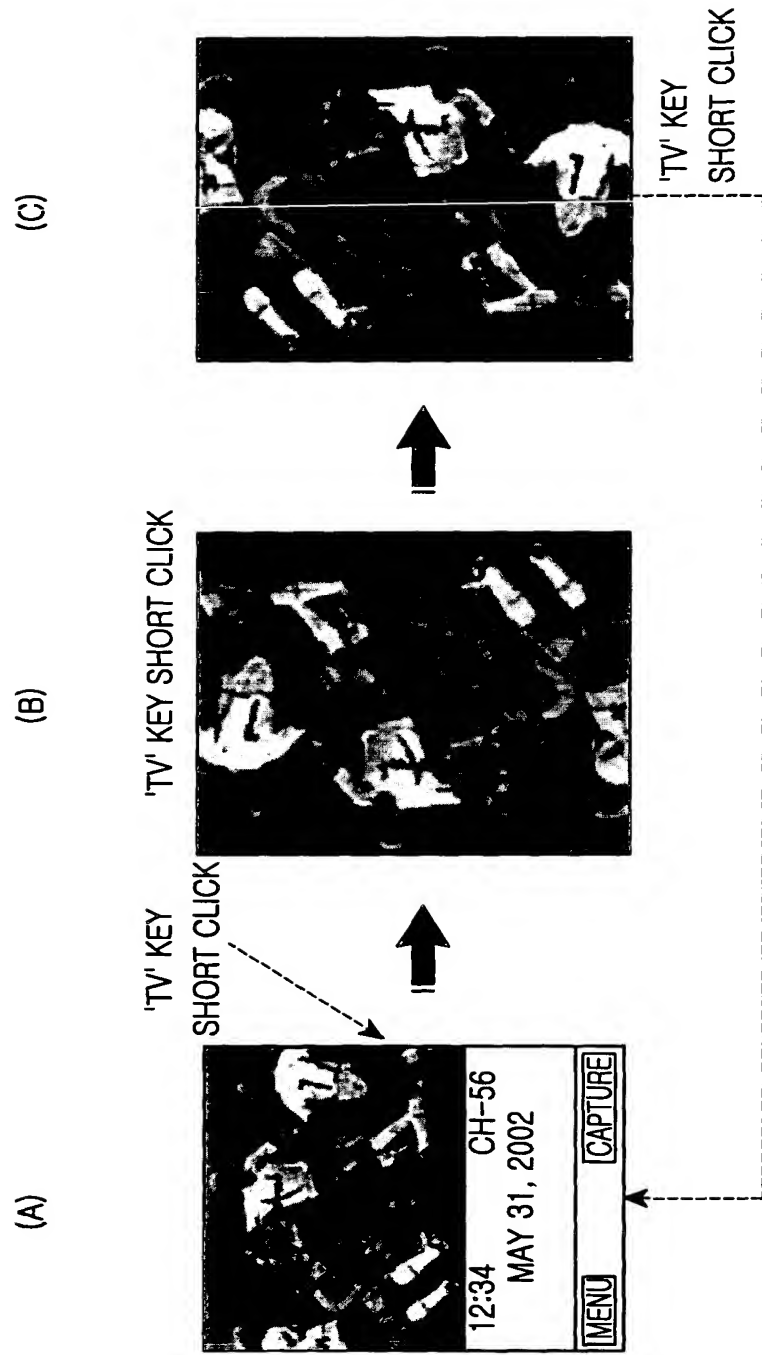 (A)
(B)
(C)
'TV' KEY
SHORT CLICK
'TV' KEY SHORT CLICK
'TV' KEY
SHORT CLICK
12:34 CH-56
MAY 31, 2002
MENU CAPTURE